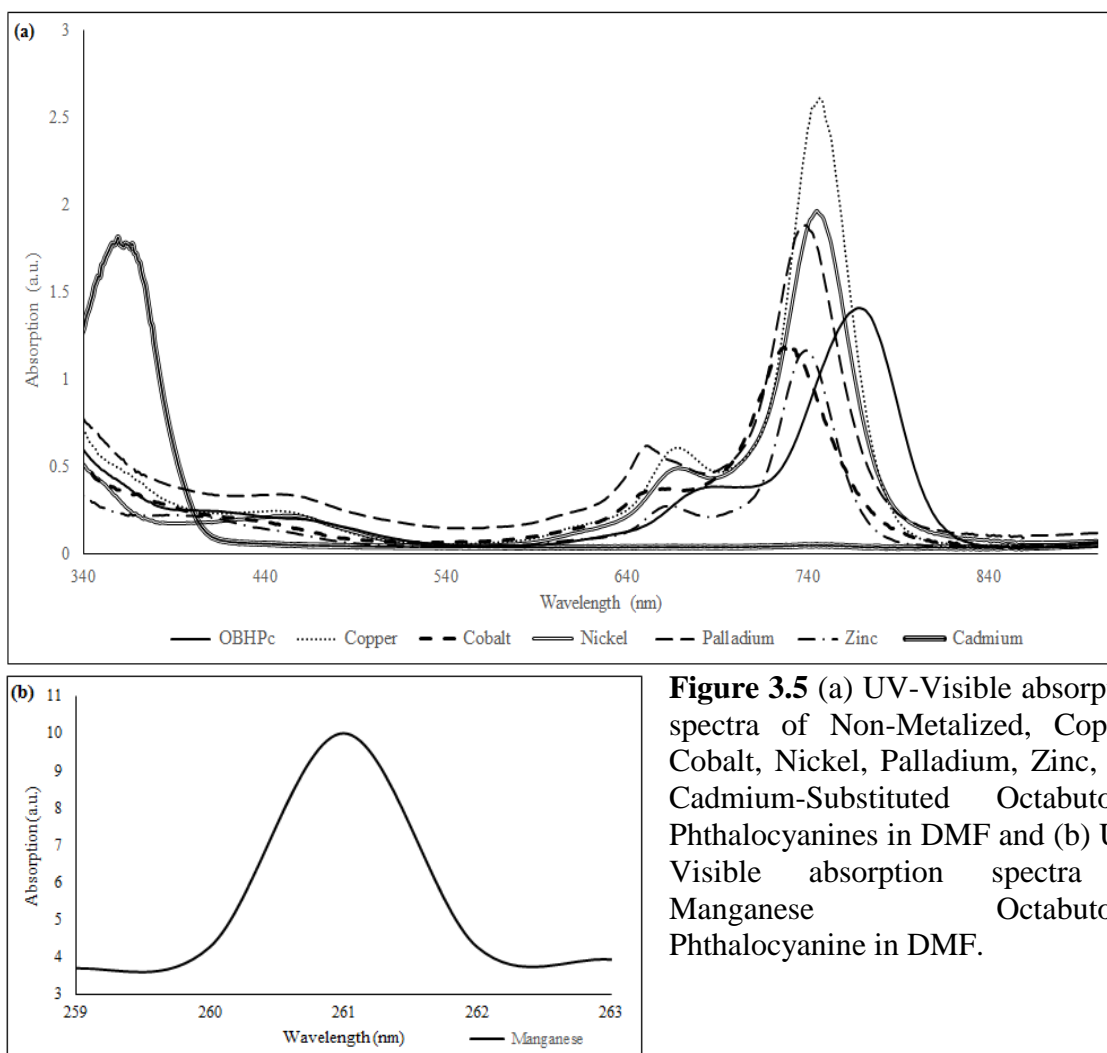 (a)
3
2.5
2
1.5
1
0.5
0
Absorption (a.u.)
340 440 540 640 740 840
Wavelength (nm)
OBHPc Copper Cobalt Nickel Palladium Zinc Cadmium
(b)
11
10
9
8
7
6
5
4
3
Absorption (a.u.)
259 260 261 262 263
Wavelength (nm)
Manganese
Figure 3.5 (a) UV-Visible absorp
spectra of Non-Metalized, Cop
Cobalt, Nickel, Palladium, Zinc,
Cadmium-Substituted Octabuto
Phthalocyanines in DMF and (b) U
Visible absorption spectra
Manganese Octabuto
Phthalocyanine in DMF.